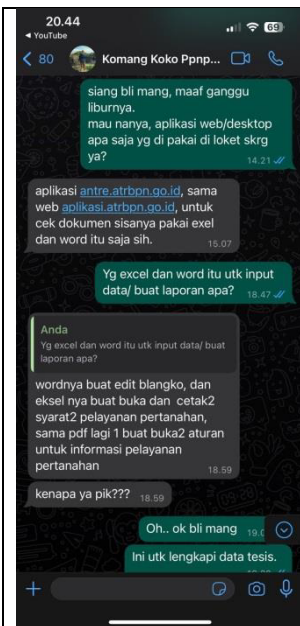 20.44
69
◄ YouTube
80 Komang Koko Ppnp...
siang bli mang, maaf ganggu
liburnya.
mau nanya, aplikasi web/desktop
apa saja yg di pakai di loket skrg
ya?
14.21
aplikasi antre.atrbpn.go.id, sama
web aplikasi.atrbpn.go.id, untuk
cek dokumen sisanya pakai exel
dan word itu saja sih.
15.07
Yg excel dan word itu utk input
data/ buat laporan apa?
18.47
Anda
Yg excel dan word itu utk input data/ buat
laporan apa?
wordnya buat edit blangko, dan
eksel nya buat buka dan cetak2
syarat2 pelayanan pertanahan,
sama pdf lagi 1 buat buka2 aturan
untuk informasi pelayanan
pertanahan
18.59
kenapa ya pik???
18.59
Oh.. ok bli mang
Ini utk lengkapi data tesis.